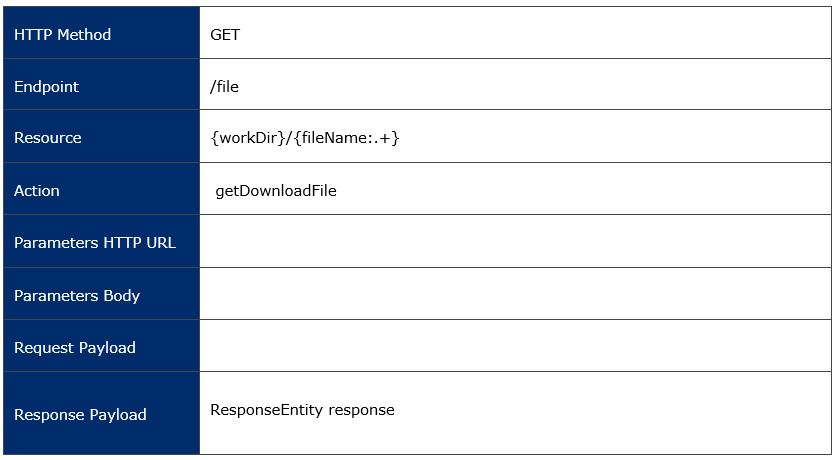 HTTP Method GET
Endpoint /file
Resource {workDir}/{fileName:.+}
Action getDownloadFile
Parameters HTTP URL
Parameters Body
Request Payload
Response Payload ResponseEntity response